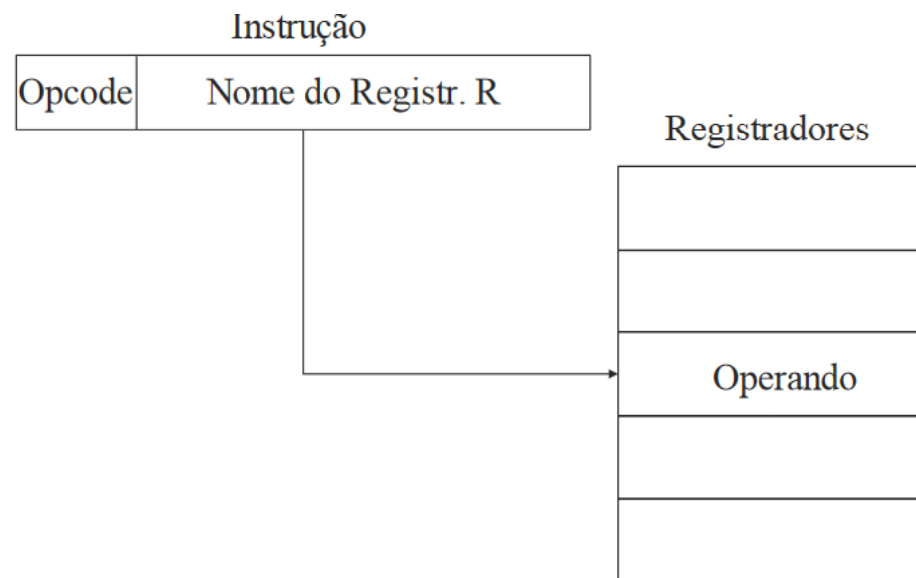 Instrução
Opcode
Nome do Registr. R
Registradores
Operando